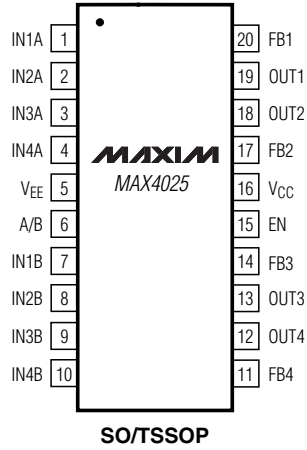 IN1A 1 20 FB1
IN2A 2 19 OUT1
IN3A 3 18 OUT2
IN4A 4 MAXIM 17 FB2
VEE 5 MAX4025 16 VCC
A/B 6 15 EN
IN1B 7 14 FB3
IN2B 8 13 OUT3
IN3B 9 12 OUT4
IN4B 10 11 FB4
SO/TSSOP